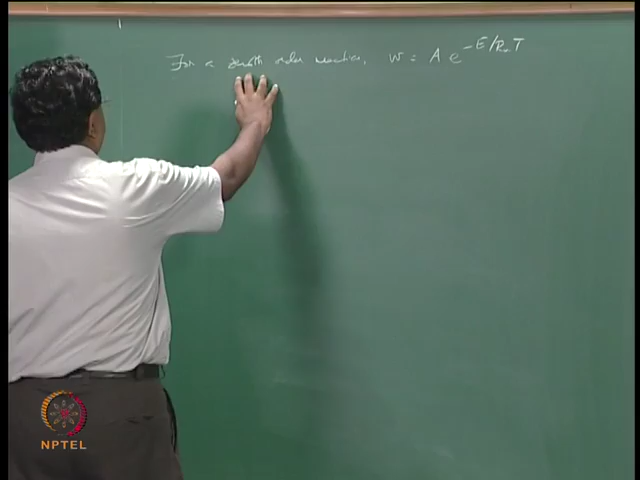 For a zeroth order reaction, w = A e^{-E/R_u T}
NPTEL